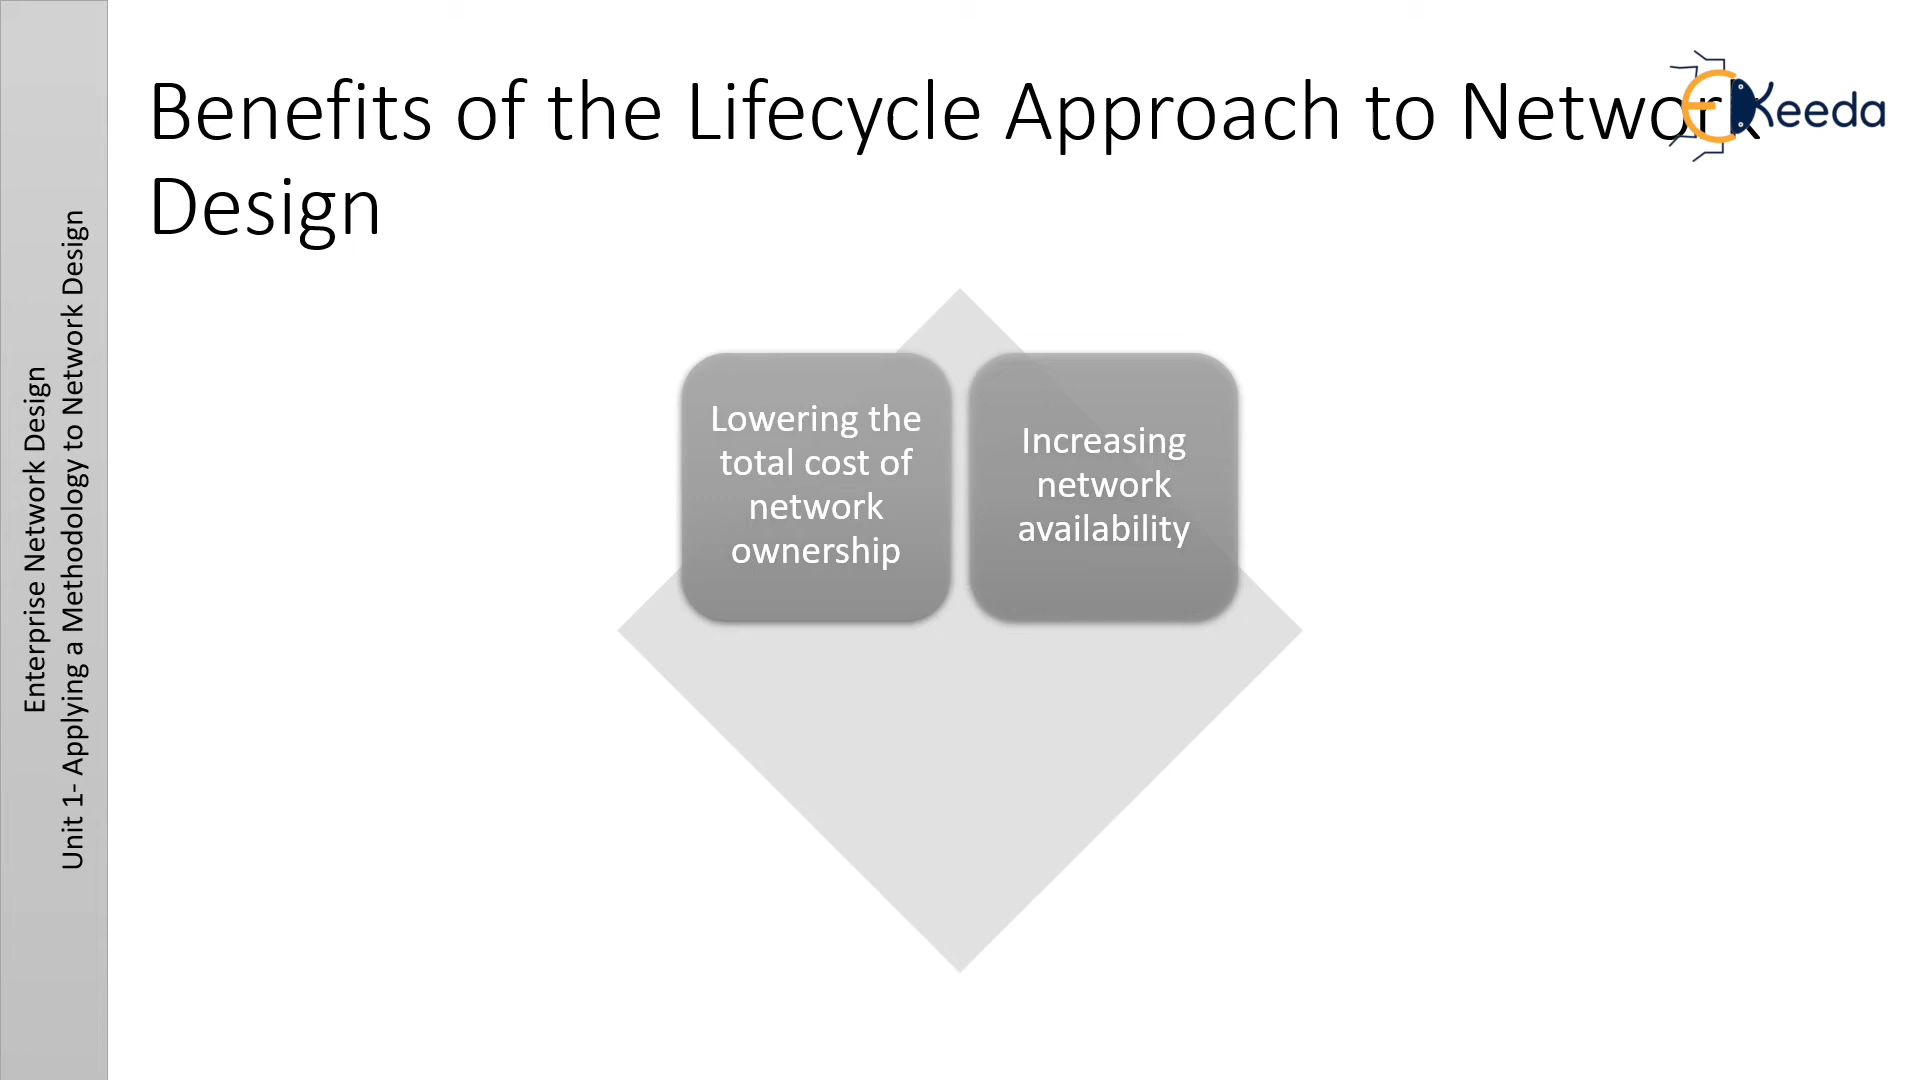 Benefits of the Lifecycle Approach to Network
Design
EKeeda
Lowering the
total cost of
network
ownership
Increasing
network
availability
Enterprise Network Design
Unit 1- Applying a Methodology to Network Design